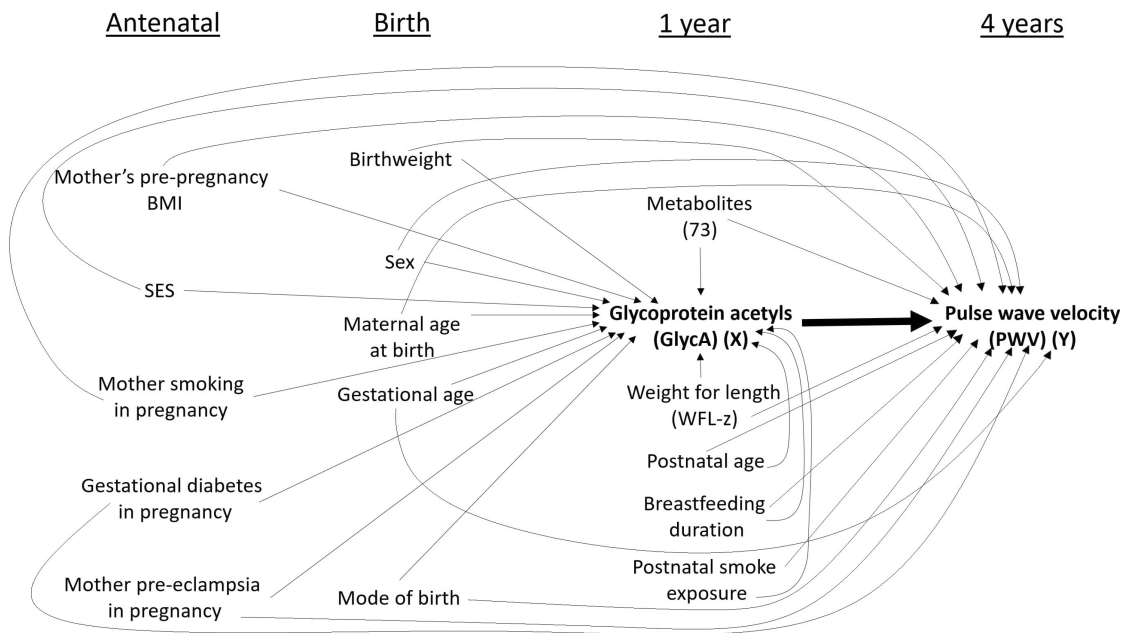 Antenatal
Birth
1 year
4 years
Mother's pre-pregnancy
BMI
SES
Mother smoking
in pregnancy
Gestational diabetes
in pregnancy
Mother pre-eclampsia
in pregnancy
Birthweight
Sex
Maternal age
at birth
Gestational age
Mode of birth
Metabolites
(73)
Glycoprotein acetyls
(GlycA) (X)
Weight for length
(WFL-z)
Postnatal age
Breastfeeding
duration
Postnatal smoke
exposure
Pulse wave velocity
(PWV) (Y)